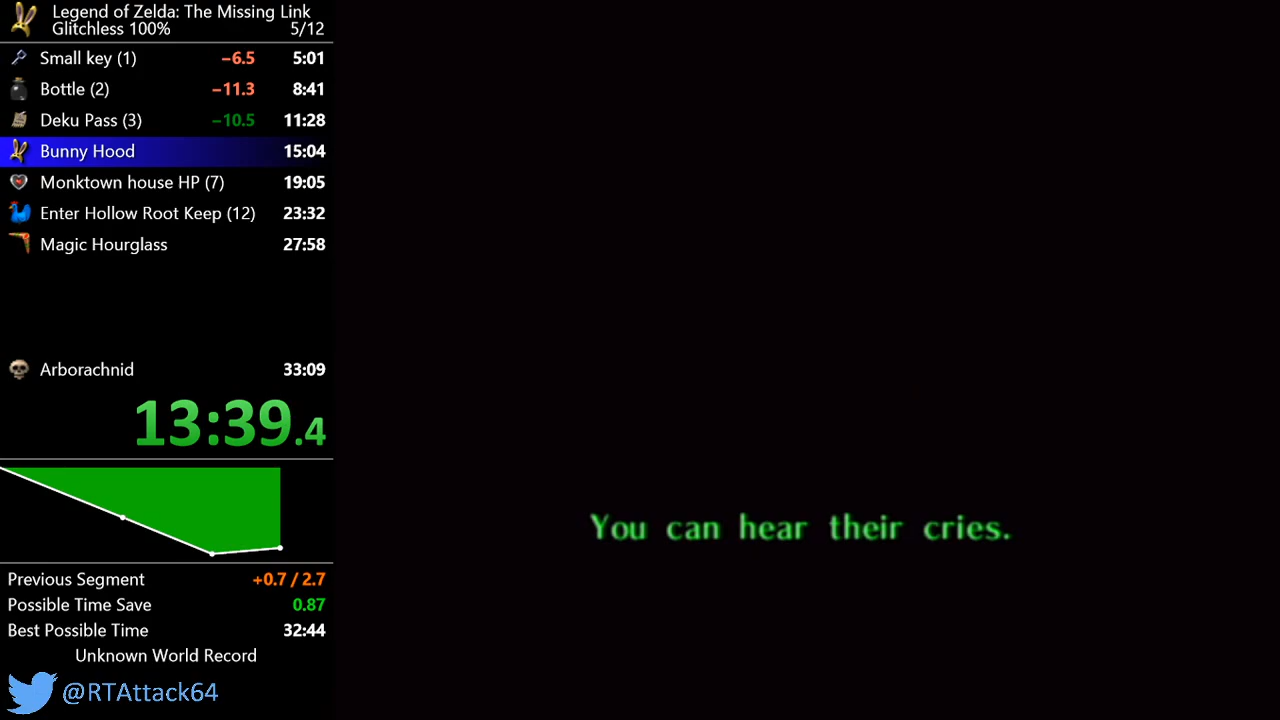 Legend of Zelda: The Missing Link
Glitchless 100% 5/12
Small key (1) −6.5 5:01
Bottle (2) −11.3 8:41
Deku Pass (3) −10.5 11:28
Bunny Hood 15:04
Monktown house HP (7) 19:05
Enter Hollow Root Keep (12) 23:32
Magic Hourglass 27:58
Arborachnid 33:09
13:39.4
You can hear their cries.
Previous Segment +0.7 / 2.7
Possible Time Save 0.87
Best Possible Time 32:44
Unknown World Record
@RTAttack64